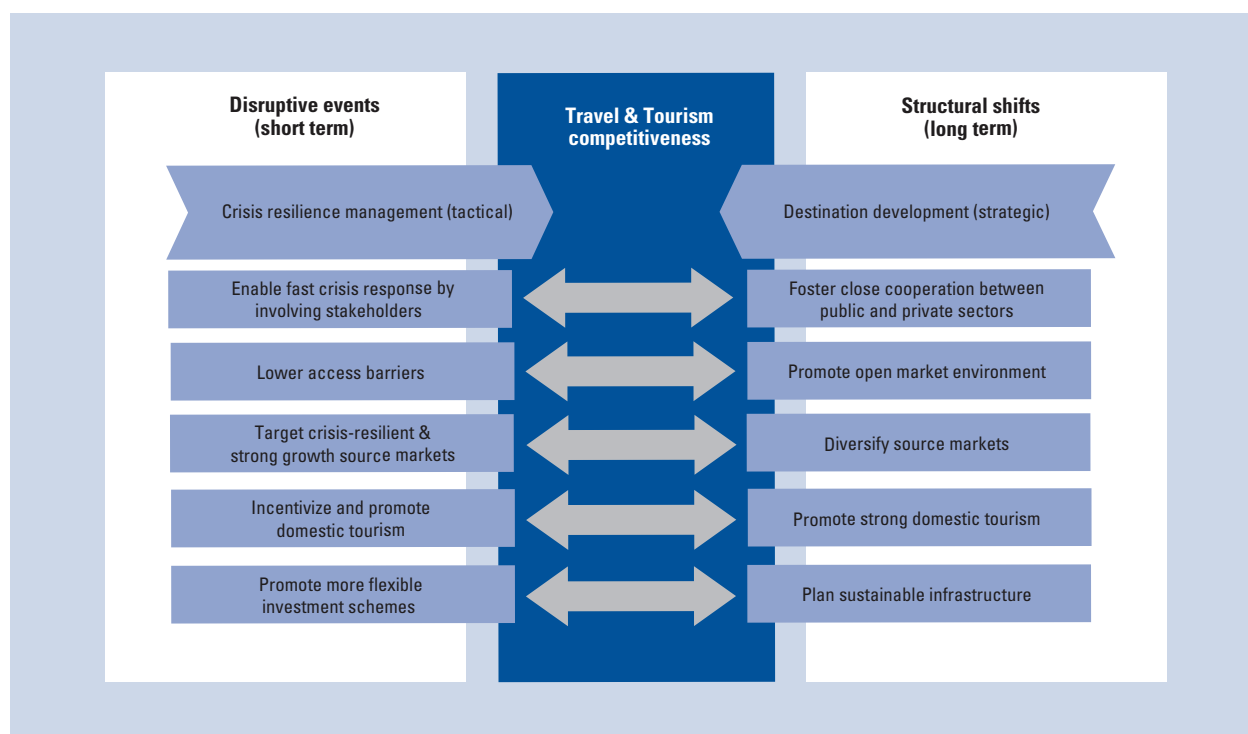 Disruptive events
(short term)
Travel & Tourism
competitiveness
Structural shifts
(long term)
Crisis resilience management (tactical)
Destination development (strategic)
Enable fast crisis response by
involving stakeholders
Foster close cooperation between
public and private sectors
Lower access barriers
Promote open market environment
Target crisis-resilient &
strong growth source markets
Diversify source markets
Incentivize and promote
domestic tourism
Promote strong domestic tourism
Promote more flexible
investment schemes
Plan sustainable infrastructure